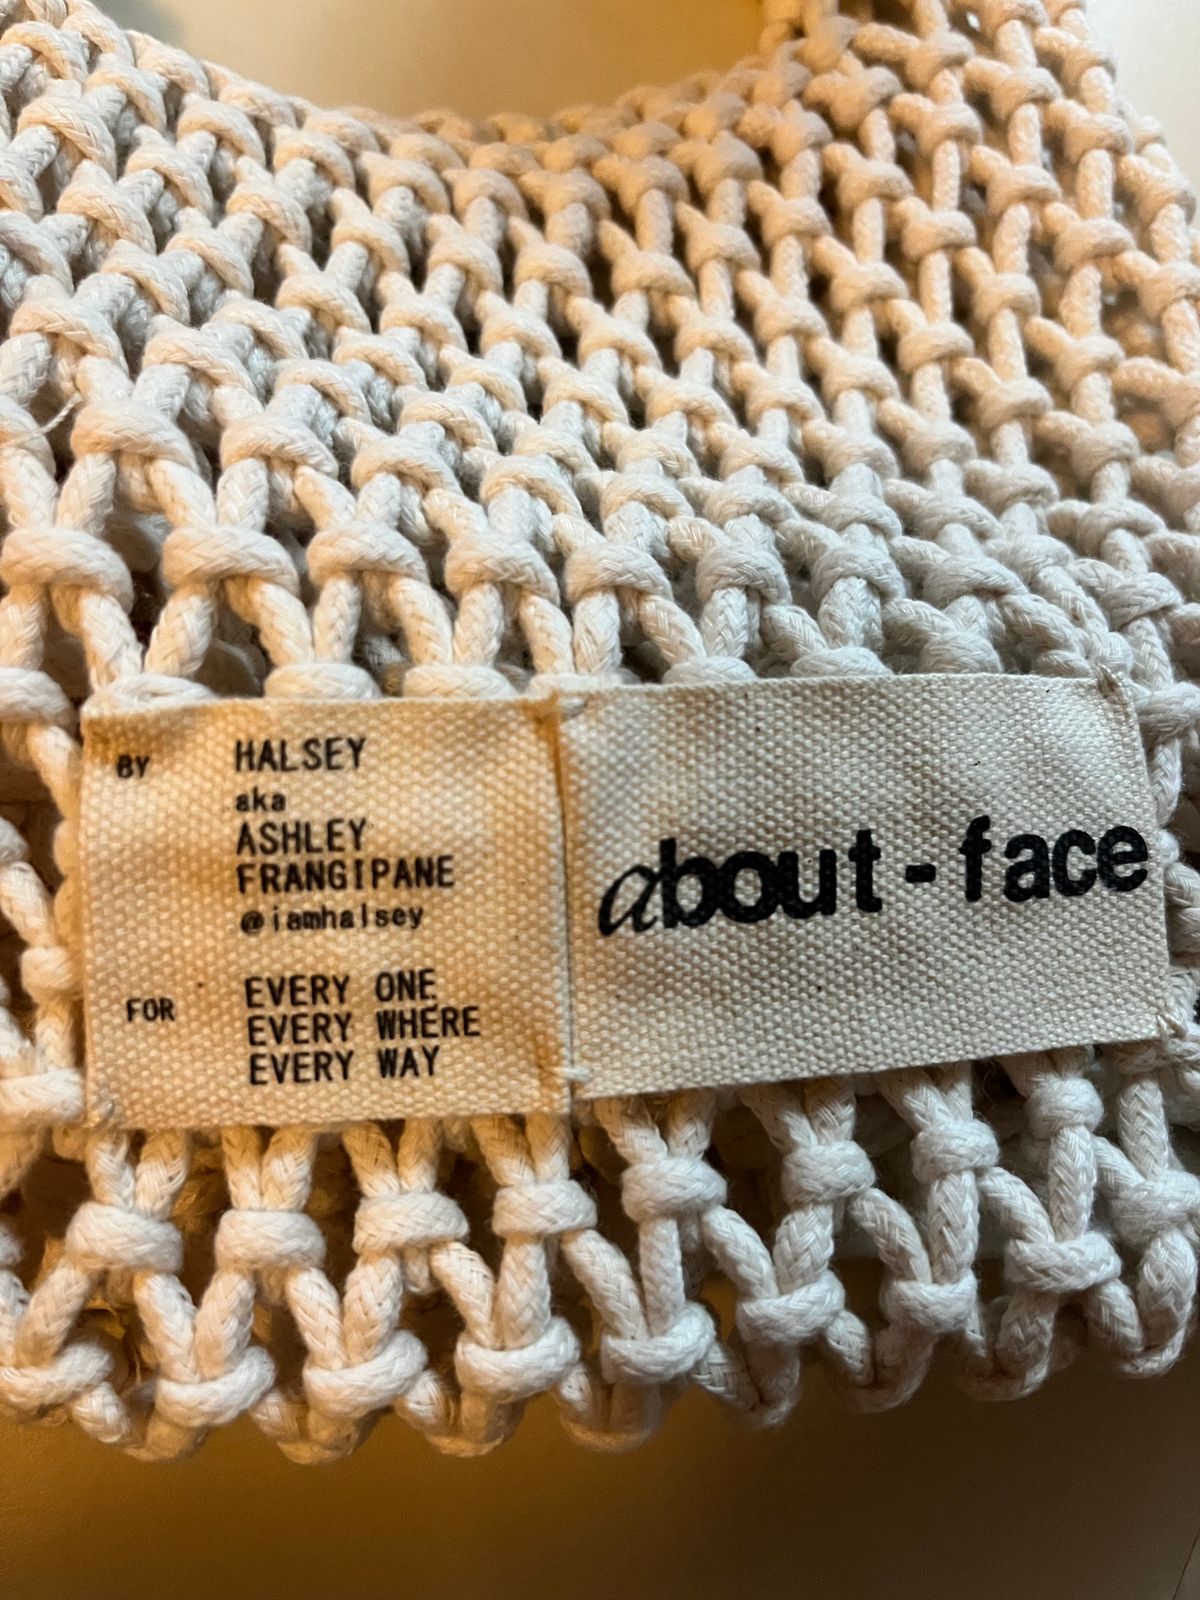 BY HALSEY
aka
ASHLEY
FRANGIPANE
@iamhalsey
FOR EVERY ONE
EVERY WHERE
EVERY WAY
about-face